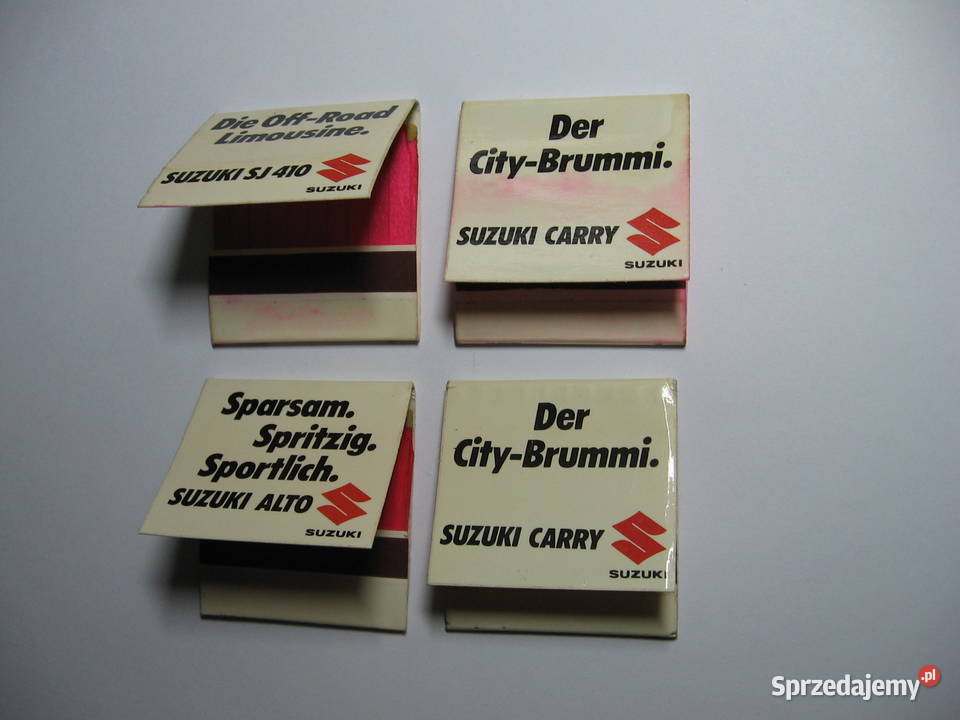 Die Off-Road
Limousine.
SUZUKI SJ 410
SUZUKI
Der
City-Brummi.
SUZUKI CARRY
SUZUKI
Sparsam.
Spritzig.
Sportlich.
SUZUKI ALTO
SUZUKI
Der
City-Brummi.
SUZUKI CARRY
SUZUKI
Sprzedajemy.pl